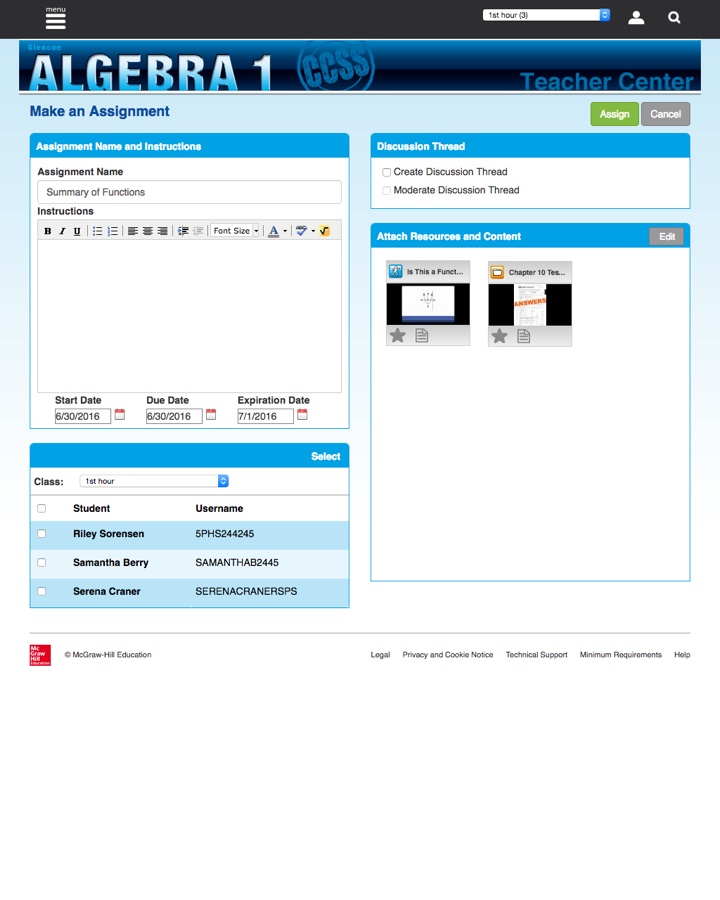 menu
1st hour (3)
Glencoe
ALGEBRA 1
CCSS
Teacher Center
Make an Assignment
Assign
Cancel
Assignment Name and Instructions
Assignment Name
Summary of Functions
Instructions
B I U Font Size A
Start Date Due Date Expiration Date
6/30/2016 6/30/2016 7/1/2016
Select
Class: 1st hour
Student Username
Riley Sorensen 5PHS244245
Samantha Berry SAMANTHAB2445
Serena Craner SERENACRANERSPS
Discussion Thread
Create Discussion Thread
Moderate Discussion Thread
Attach Resources and Content
Edit
Is This a Funct...
Chapter 10 Tes...
ANSWERS
Mc
Graw
Hill
Education
© McGraw-Hill Education
Legal Privacy and Cookie Notice Technical Support Minimum Requirements Help